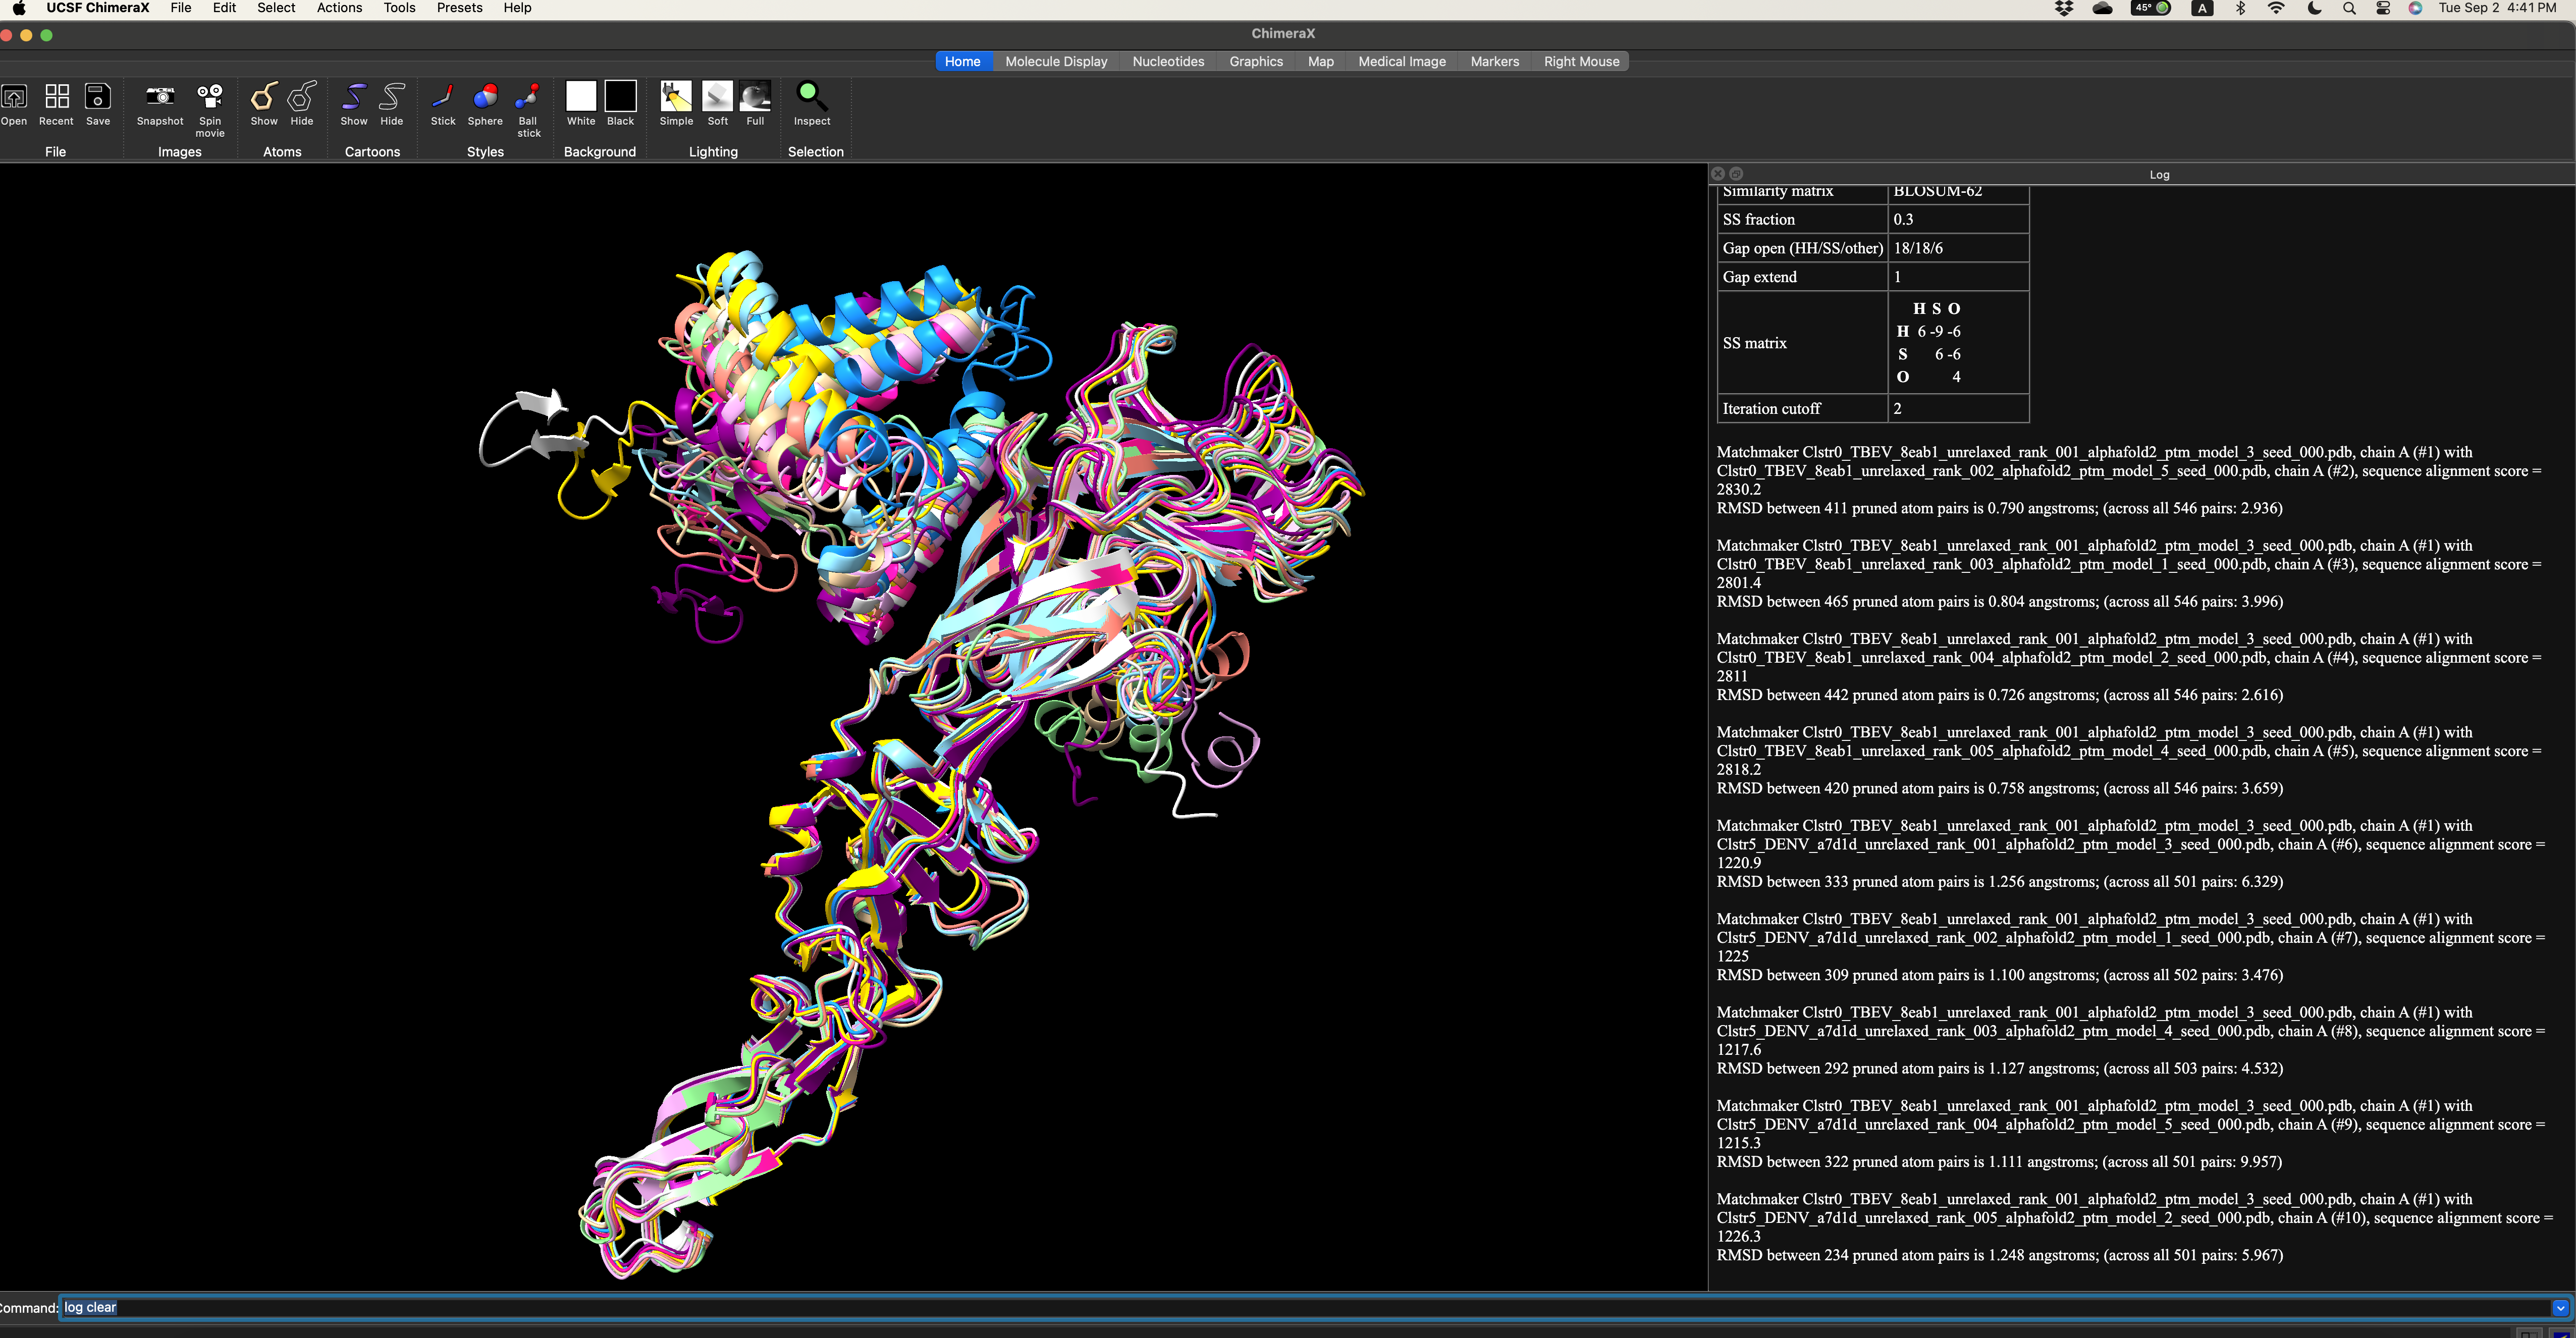 UCSF ChimeraX File Edit Select Actions Tools Presets Help
45° A Tue Sep 2 4:41 PM
ChimeraX
Home Molecule Display Nucleotides Graphics Map Medical Image Markers Right Mouse
Open Recent Save Snapshot Spin movie Show Hide Show Hide Stick Sphere Ball stick White Black Simple Soft Full Inspect
File Images Atoms Cartoons Styles Background Lighting Selection
Log
Similarity matrix BLOSUM-62
SS fraction 0.3
Gap open (HH/SS/other) 18/18/6
Gap extend 1
SS matrix
H S O
H 6 -9 -6
S 6 -6
O 4
Iteration cutoff 2
Matchmaker Clstr0_TBEV_8eab1_unrelaxed_rank_001_alphafold2_ptm_model_3_seed_000.pdb, chain A (#1) with
Clstr0_TBEV_8eab1_unrelaxed_rank_002_alphafold2_ptm_model_5_seed_000.pdb, chain A (#2), sequence alignment score =
2830.2
RMSD between 411 pruned atom pairs is 0.790 angstroms; (across all 546 pairs: 2.936)
Matchmaker Clstr0_TBEV_8eab1_unrelaxed_rank_001_alphafold2_ptm_model_3_seed_000.pdb, chain A (#1) with
Clstr0_TBEV_8eab1_unrelaxed_rank_003_alphafold2_ptm_model_1_seed_000.pdb, chain A (#3), sequence alignment score =
2801.4
RMSD between 465 pruned atom pairs is 0.804 angstroms; (across all 546 pairs: 3.996)
Matchmaker Clstr0_TBEV_8eab1_unrelaxed_rank_001_alphafold2_ptm_model_3_seed_000.pdb, chain A (#1) with
Clstr0_TBEV_8eab1_unrelaxed_rank_004_alphafold2_ptm_model_2_seed_000.pdb, chain A (#4), sequence alignment score =
2811
RMSD between 442 pruned atom pairs is 0.726 angstroms; (across all 546 pairs: 2.616)
Matchmaker Clstr0_TBEV_8eab1_unrelaxed_rank_001_alphafold2_ptm_model_3_seed_000.pdb, chain A (#1) with
Clstr0_TBEV_8eab1_unrelaxed_rank_005_alphafold2_ptm_model_4_seed_000.pdb, chain A (#5), sequence alignment score =
2818.2
RMSD between 420 pruned atom pairs is 0.758 angstroms; (across all 546 pairs: 3.659)
Matchmaker Clstr0_TBEV_8eab1_unrelaxed_rank_001_alphafold2_ptm_model_3_seed_000.pdb, chain A (#1) with
Clstr5_DENV_a7d1d_unrelaxed_rank_001_alphafold2_ptm_model_3_seed_000.pdb, chain A (#6), sequence alignment score =
1220.9
RMSD between 333 pruned atom pairs is 1.256 angstroms; (across all 501 pairs: 6.329)
Matchmaker Clstr0_TBEV_8eab1_unrelaxed_rank_001_alphafold2_ptm_model_3_seed_000.pdb, chain A (#1) with
Clstr5_DENV_a7d1d_unrelaxed_rank_002_alphafold2_ptm_model_1_seed_000.pdb, chain A (#7), sequence alignment score =
1225
RMSD between 309 pruned atom pairs is 1.100 angstroms; (across all 502 pairs: 3.476)
Matchmaker Clstr0_TBEV_8eab1_unrelaxed_rank_001_alphafold2_ptm_model_3_seed_000.pdb, chain A (#1) with
Clstr5_DENV_a7d1d_unrelaxed_rank_003_alphafold2_ptm_model_4_seed_000.pdb, chain A (#8), sequence alignment score =
1217.6
RMSD between 292 pruned atom pairs is 1.127 angstroms; (across all 503 pairs: 4.532)
Matchmaker Clstr0_TBEV_8eab1_unrelaxed_rank_001_alphafold2_ptm_model_3_seed_000.pdb, chain A (#1) with
Clstr5_DENV_a7d1d_unrelaxed_rank_004_alphafold2_ptm_model_5_seed_000.pdb, chain A (#9), sequence alignment score =
1215.3
RMSD between 322 pruned atom pairs is 1.111 angstroms; (across all 501 pairs: 9.957)
Matchmaker Clstr0_TBEV_8eab1_unrelaxed_rank_001_alphafold2_ptm_model_3_seed_000.pdb, chain A (#1) with
Clstr5_DENV_a7d1d_unrelaxed_rank_005_alphafold2_ptm_model_2_seed_000.pdb, chain A (#10), sequence alignment score =
1226.3
RMSD between 234 pruned atom pairs is 1.248 angstroms; (across all 501 pairs: 5.967)
Command: log clear